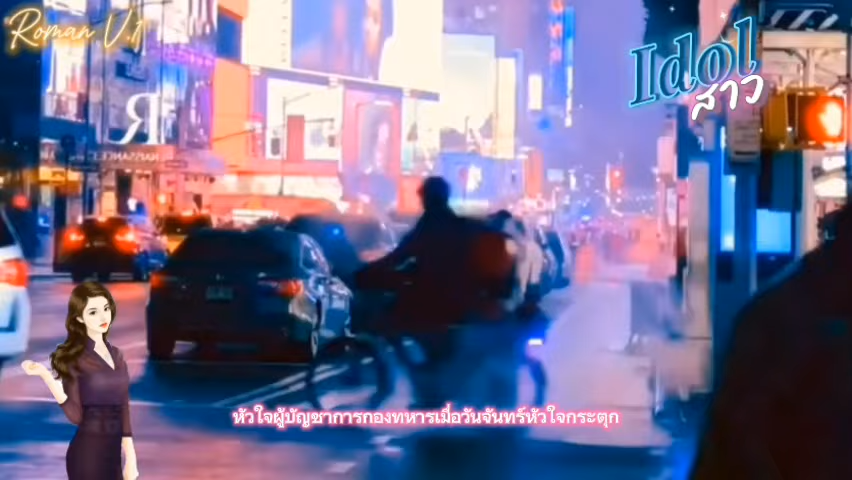 Roman V.1
Idol
สาว
R
RENAISSANCE
หัวใจผู้บัญชาการกองทหารเมื่อวันจันทร์หัวใจกระตุก